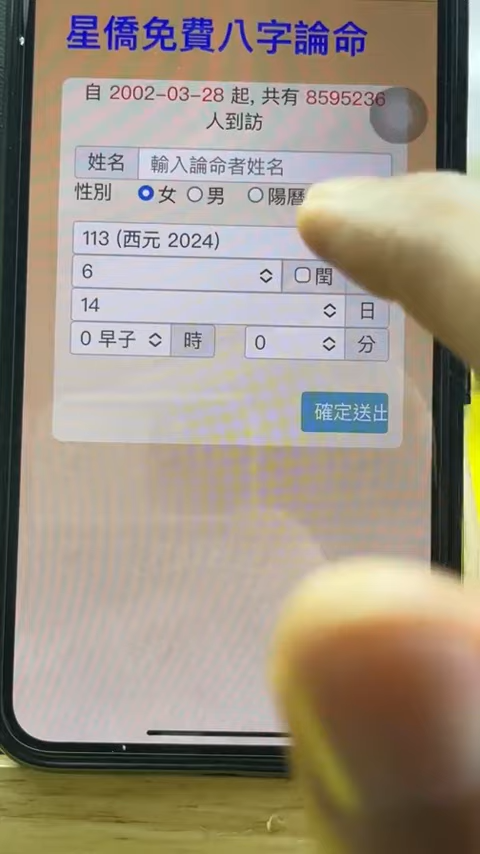 星僑免費八字論命
自 2002-03-28 起, 共有 8595236
人到訪
姓名 輸入論命者姓名
性別 女 男 陽曆
113 (西元 2024)
6 閏
14 日
0 早子 時 0 分
確定送出